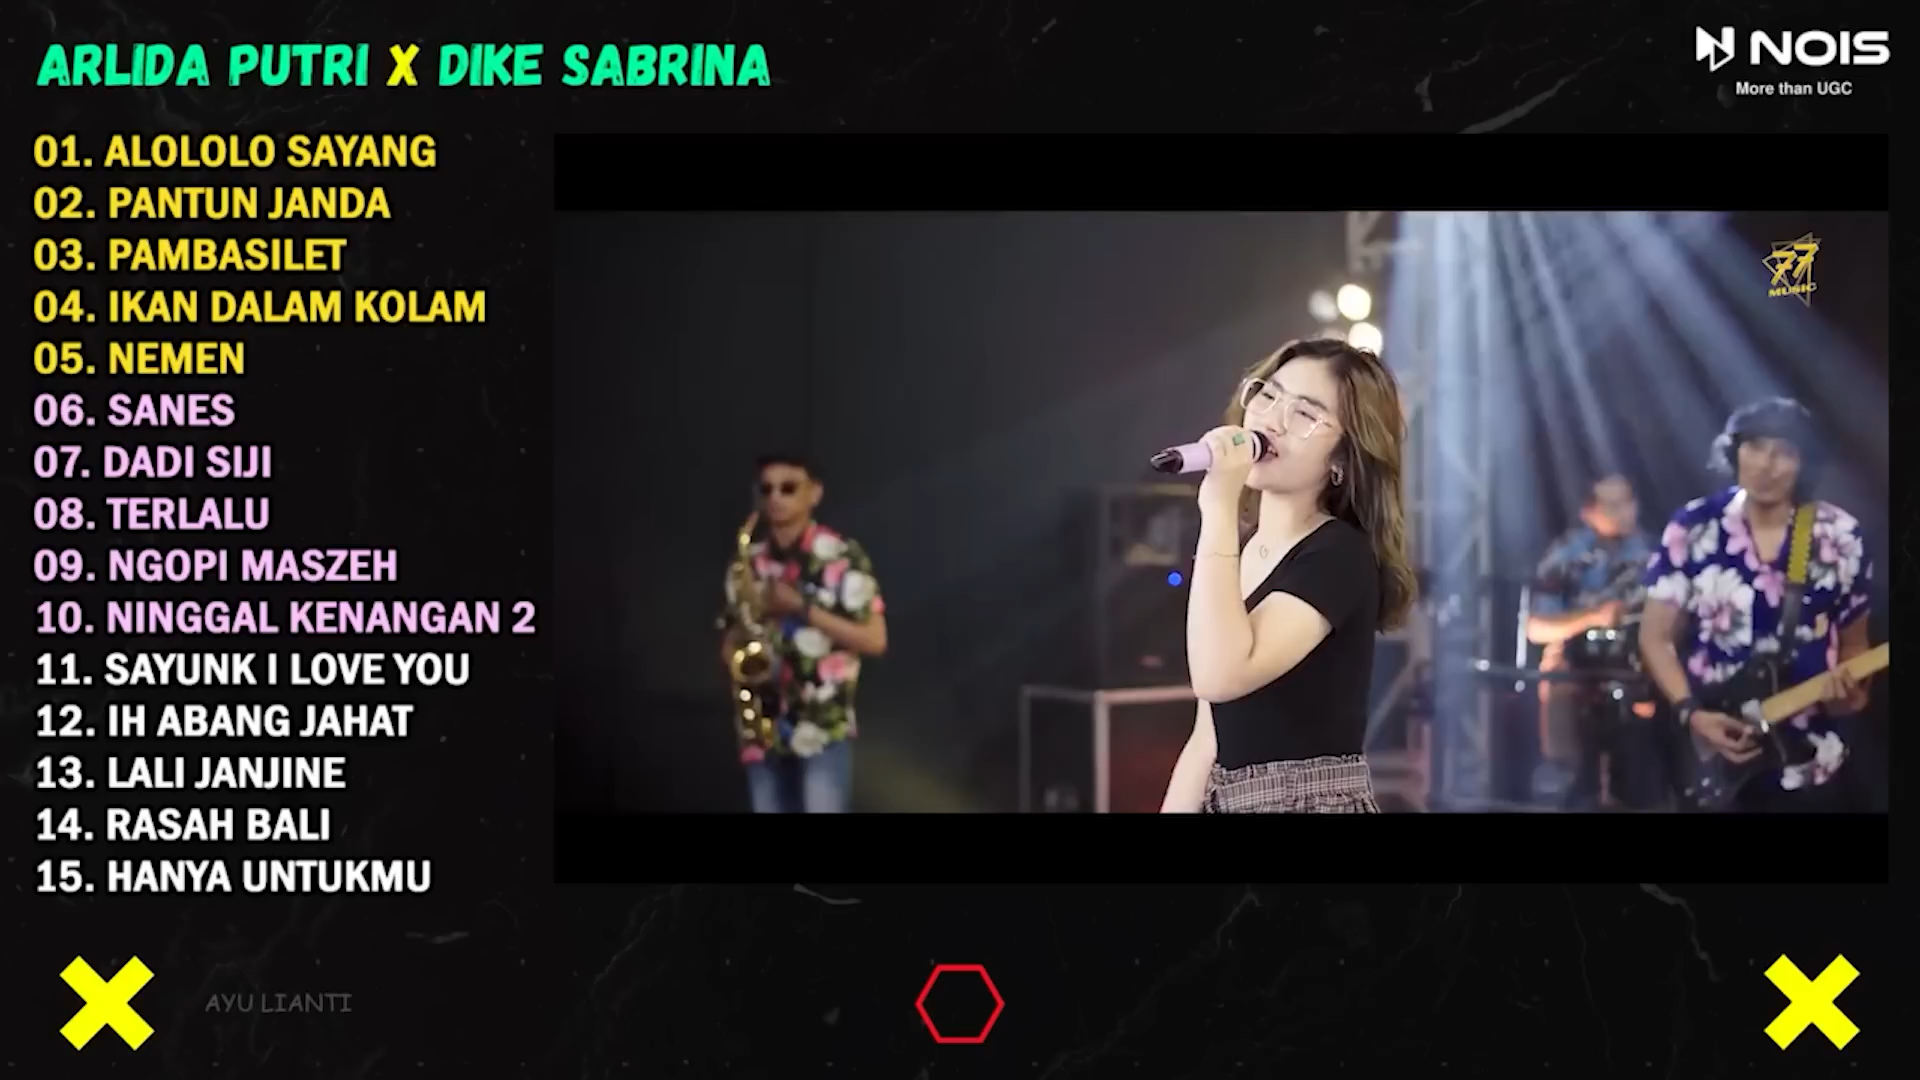 ARLIDA PUTRI X DIKE SABRINA
NOIS
More than UGC
01. ALOLOLO SAYANG
02. PANTUN JANDA
03. PAMBASILET
04. IKAN DALAM KOLAM
05. NEMEN
06. SANES
07. DADI SIJI
08. TERLALU
09. NGOPI MASZEH
10. NINGGAL KENANGAN 2
11. SAYUNK I LOVE YOU
12. IH ABANG JAHAT
13. LALI JANJINE
14. RASAH BALI
15. HANYA UNTUKMU
77
MUSIC
AYU LIANTI